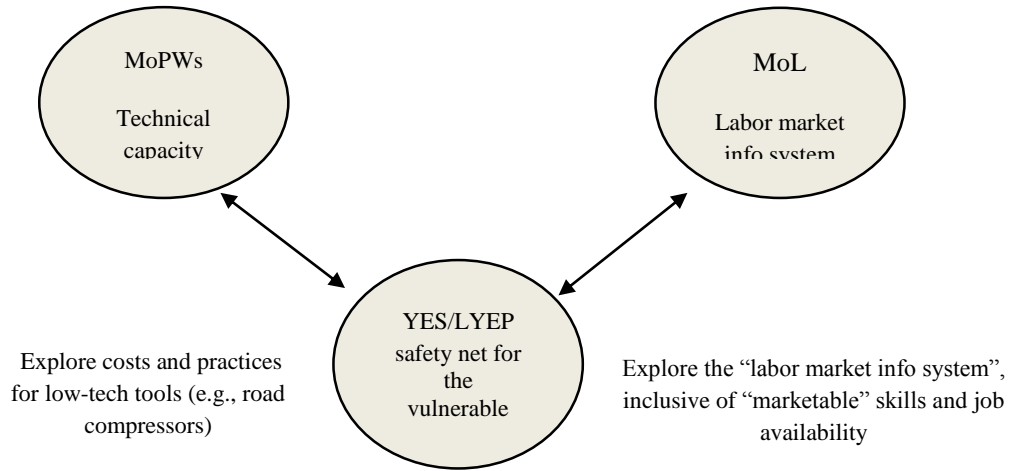 MoPWs
Technical
capacity
MoL
Labor market
info system
YES/LYEP
safety net for
the
vulnerable
Explore costs and practices
for low-tech tools (e.g., road
compressors)
Explore the “labor market info system”,
inclusive of “marketable” skills and job
availability